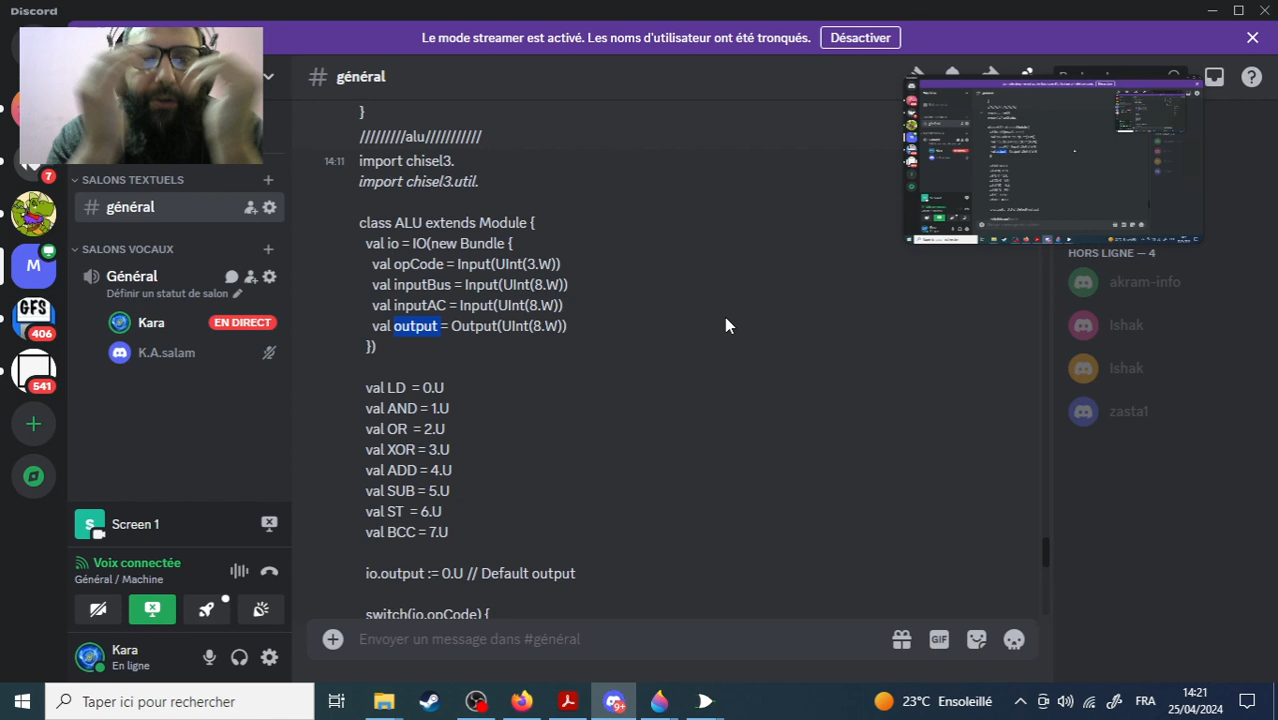 Discord
Le mode streamer est activé. Les noms d'utilisateur ont été tronqués.
Désactiver
# général
}
/////////alu//////////
14:11
import chisel3.
import chisel3.util.
class ALU extends Module {
val io = IO(new Bundle {
val opCode = Input(UInt(3.W))
val inputBus = Input(UInt(8.W))
val inputAC = Input(UInt(8.W))
val output = Output(UInt(8.W))
})
val LD = 0.U
val AND = 1.U
val OR = 2.U
val XOR = 3.U
val ADD = 4.U
val SUB = 5.U
val ST = 6.U
val BCC = 7.U
io.output := 0.U // Default output
switch(io.opCode) {
Envoyer un message dans #général
GIF
7
M
GFS
406
541
SALONS TEXTUELS
# général
SALONS VOCAUX
Général
Définir un statut de salon
Kara
EN DIRECT
K.A.salam
S
Screen 1
Voix connectée
Général / Machine
Kara
En ligne
HORS LIGNE — 4
akram-info
Ishak
Ishak
zasta1
Taper ici pour rechercher
9+
23°C Ensoleillé
FRA
14:21
25/04/2024